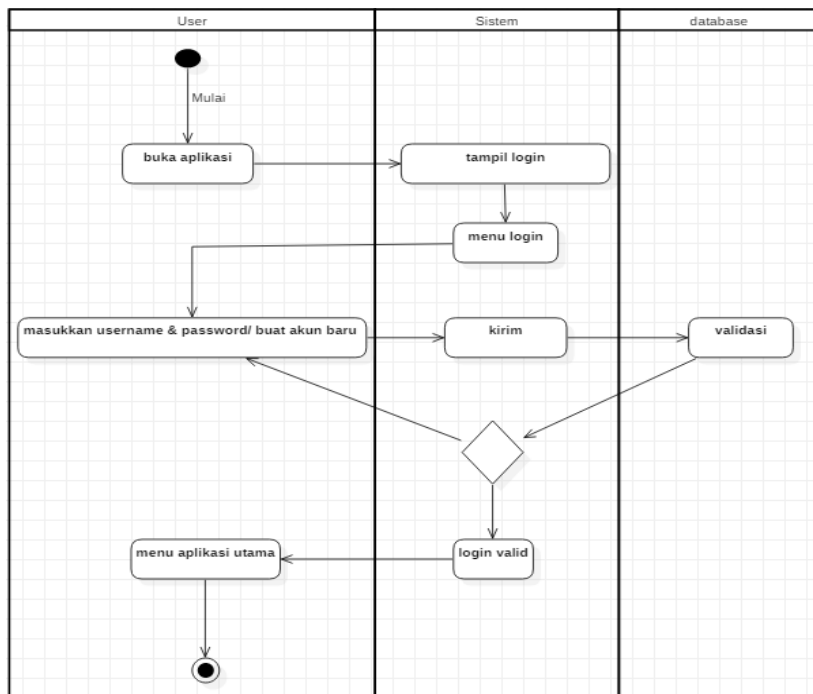 User
Sistem
database
Mulai
buka aplikasi
tampil login
menu login
masukkan username & password/ buat akun baru
kirim
validasi
menu aplikasi utama
login valid